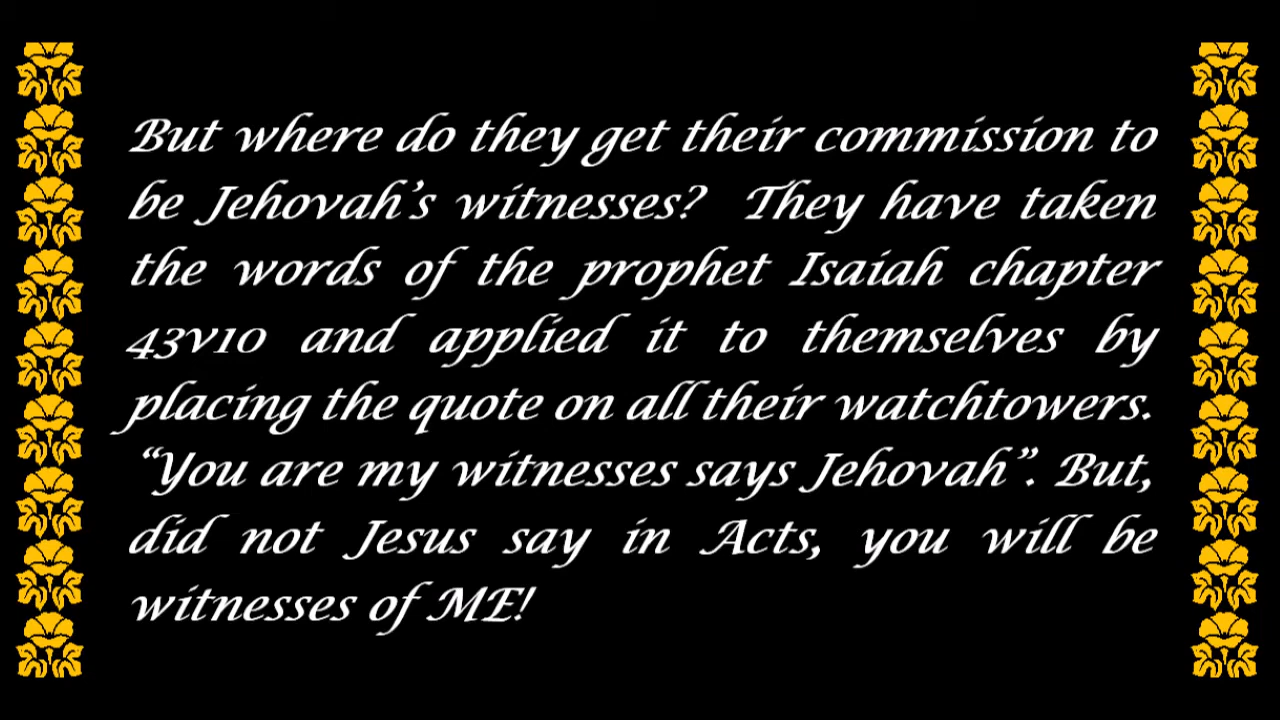 But where do they get their commission to
be Jehovah’s witnesses? They have taken
the words of the prophet Isaiah chapter
43v10 and applied it to themselves by
placing the quote on all their watchtowers.
“You are my witnesses says Jehovah”. But,
did not Jesus say in Acts, you will be
witnesses of ME!